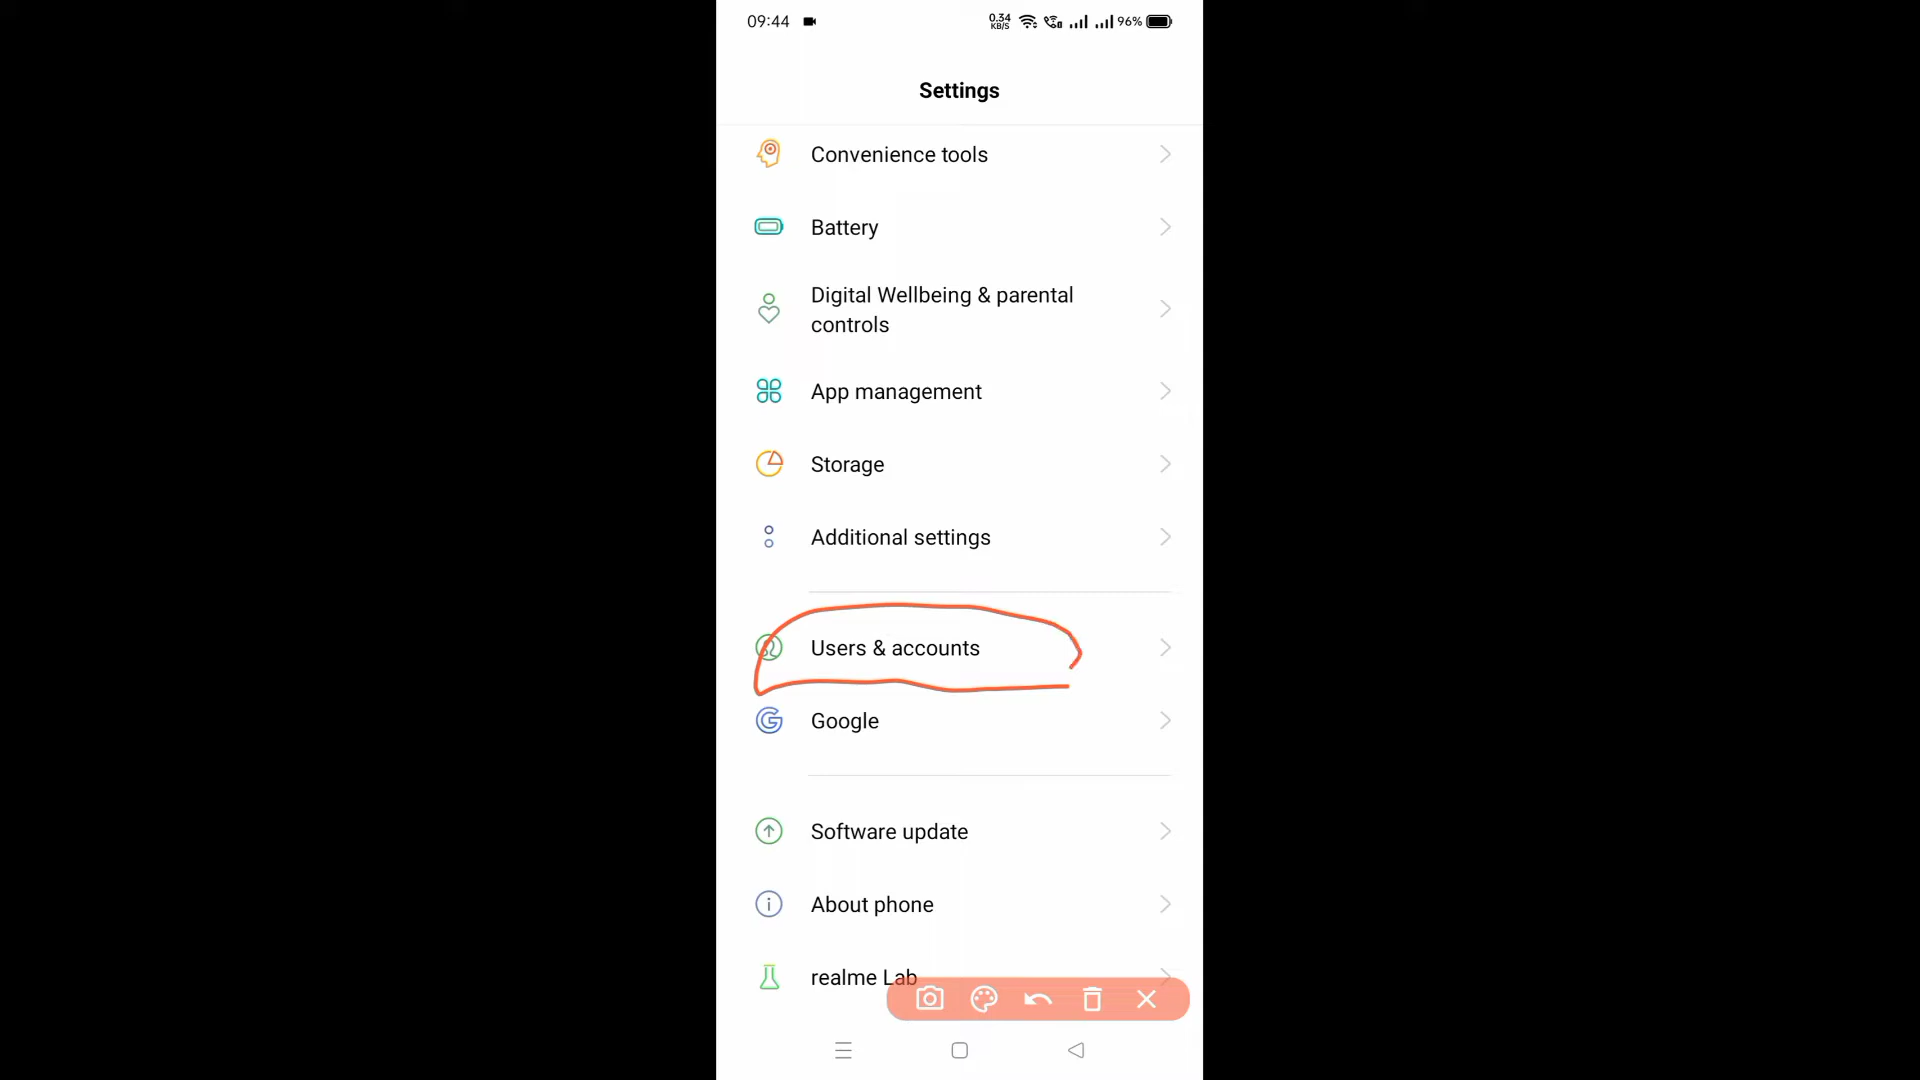 09:44
0.34
KB/S
96%
Settings
Convenience tools
Battery
Digital Wellbeing & parental
controls
App management
Storage
Additional settings
Users & accounts
Google
Software update
About phone
realme Lab